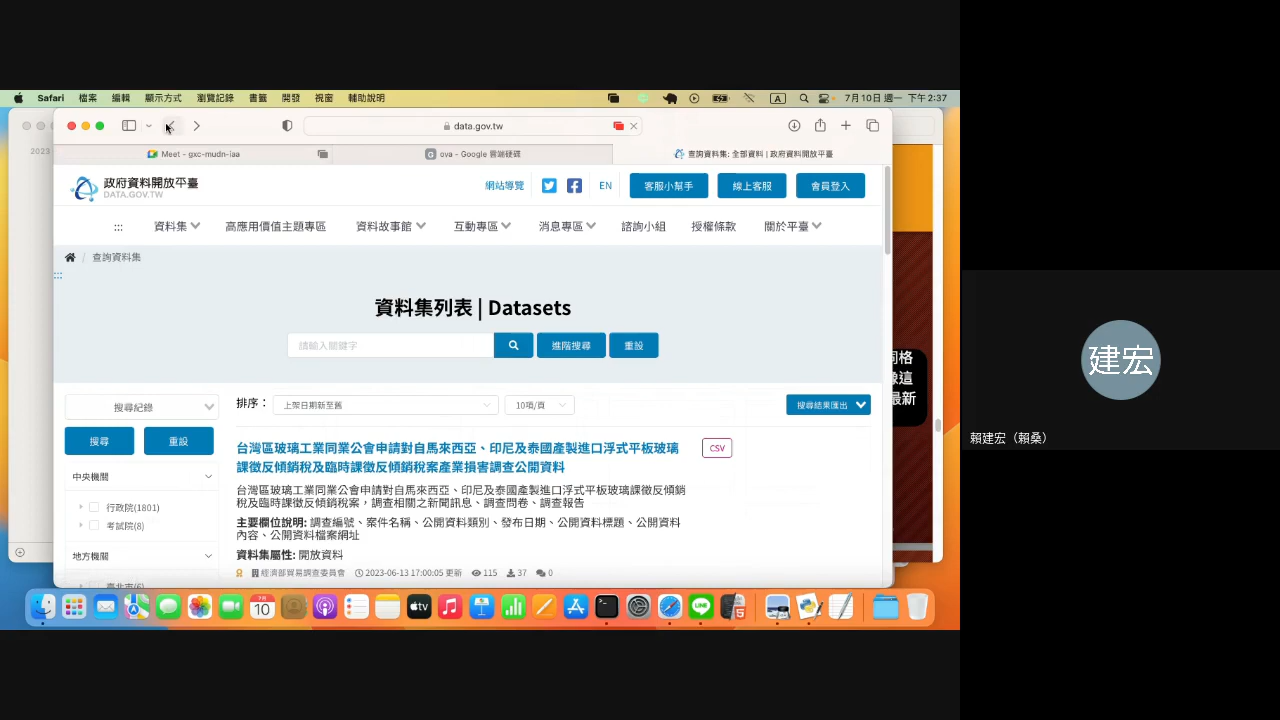 Safari 檔案 編輯 顯示方式 瀏覽記錄 書籤 開發 視窗 輔助說明
A 7月10日 週一 下午2:37
2023
data.gov.tw
Meet - gxc-mudn-iaa
ova - Google 雲端硬碟
查詢資料集: 全部資料 | 政府資料開放平臺
政府資料開放平臺
DATA.GOV.TW
網站導覽 EN 客服小幫手 線上客服 會員登入
::: 資料集 高應用價值主題專區 資料故事館 互動專區 消息專區 諮詢小組 授權條款 關於平臺
/ 查詢資料集
:::
資料集列表 | Datasets
請輸入關鍵字 進階搜尋 重設
搜尋紀錄
排序： 上架日期新至舊 10項/頁 搜尋結果匯出
搜尋 重設
中央機關
行政院(1801)
考試院(8)
地方機關
臺北市(6)
台灣區玻璃工業同業公會申請對自馬來西亞、印尼及泰國產製進口浮式平板玻璃
課徵反傾銷稅及臨時課徵反傾銷稅案產業損害調查公開資料
CSV
台灣區玻璃工業同業公會申請對自馬來西亞、印尼及泰國產製進口浮式平板玻璃課徵反傾銷
稅及臨時課徵反傾銷稅案，調查相關之新聞訊息、調查問卷、調查報告
主要欄位說明: 調查編號、案件名稱、公開資料類別、發布日期、公開資料標題、公開資料
內容、公開資料檔案網址
資料集屬性: 開放資料
經濟部貿易調查委員會 2023-06-13 17:00:05 更新 115 37 0
司格
像這
最新
7月
10
tv
5
建宏
賴建宏（賴桑）